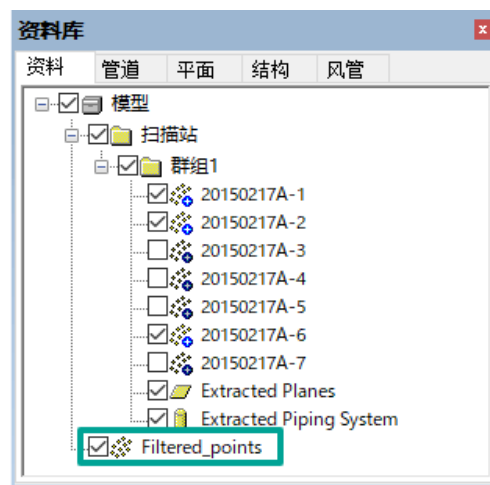 资料库
资料 管道 平面 结构 风管
模型
扫描站
群组1
20150217A-1
20150217A-2
20150217A-3
20150217A-4
20150217A-5
20150217A-6
20150217A-7
Extracted Planes
Extracted Piping System
Filtered_points